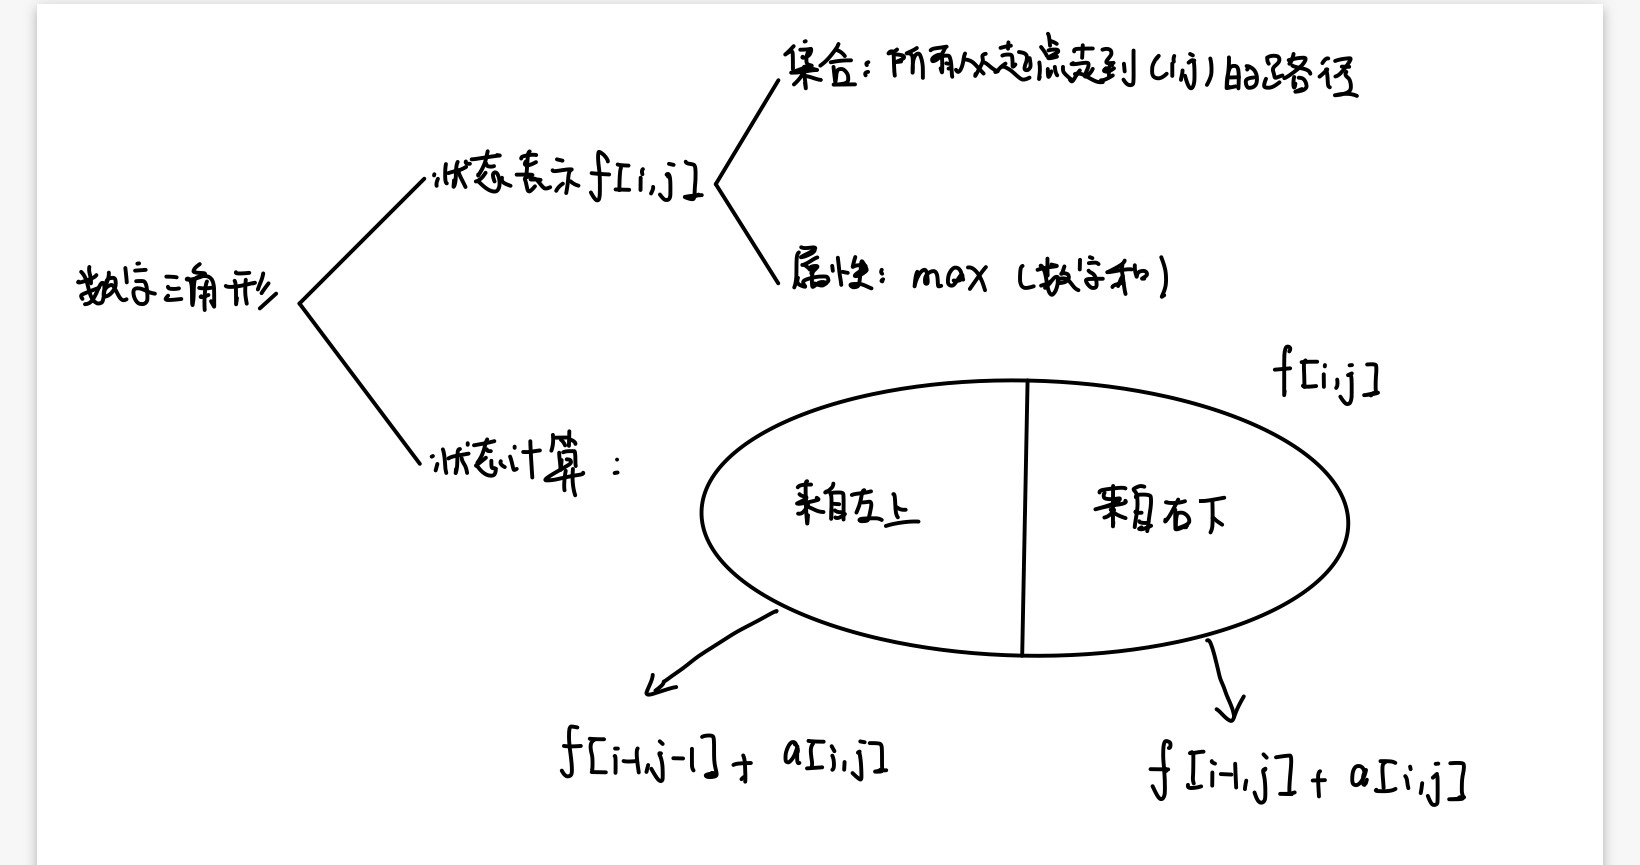 集合：所有从起点走到(i,j)的路径
状态表示f[i,j]
数字三角形
属性：max (数字和)
f[i,j]
状态计算：
来自左上
来自右下
f[i-1,j-1] + a[i,j]
f[i-1,j] + a[i,j]